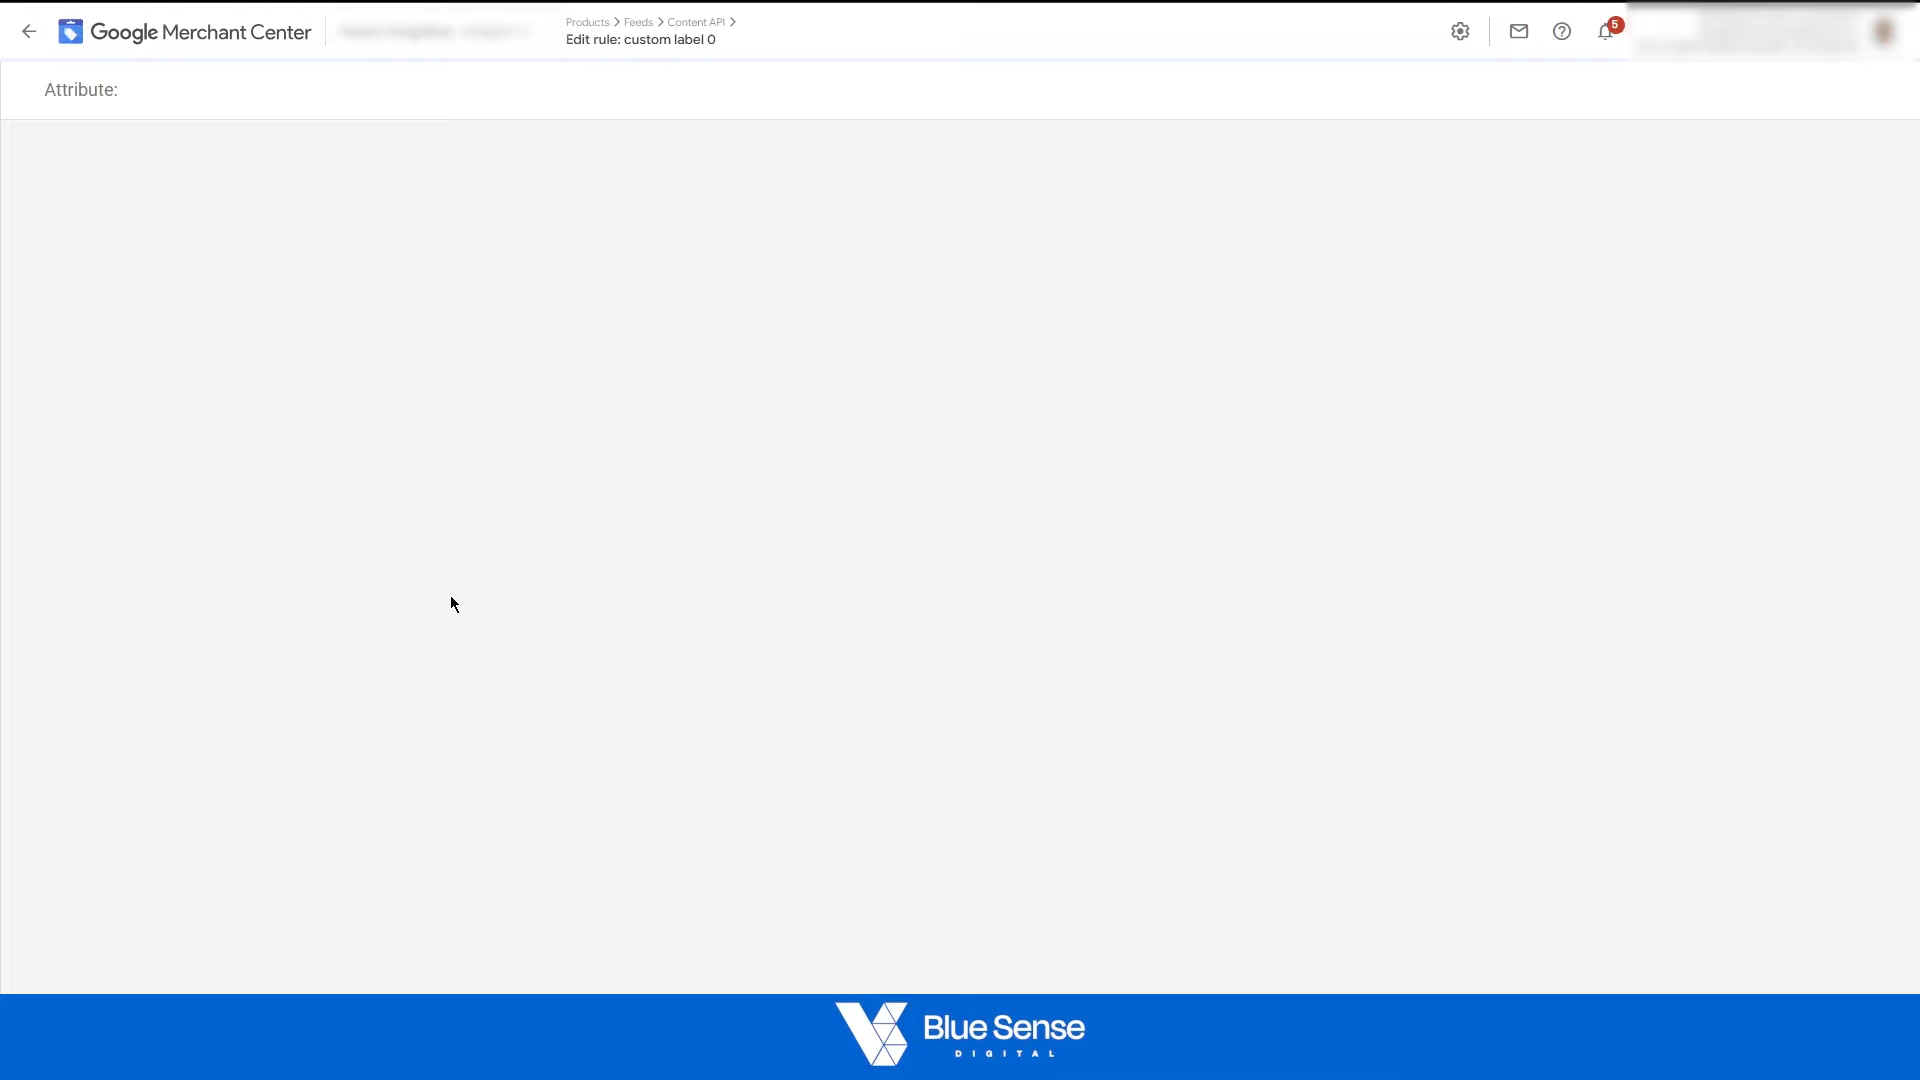 Google Merchant Center
Products > Feeds > Content API >
Edit rule: custom label 0
5
Attribute:
Blue Sense
DIGITAL